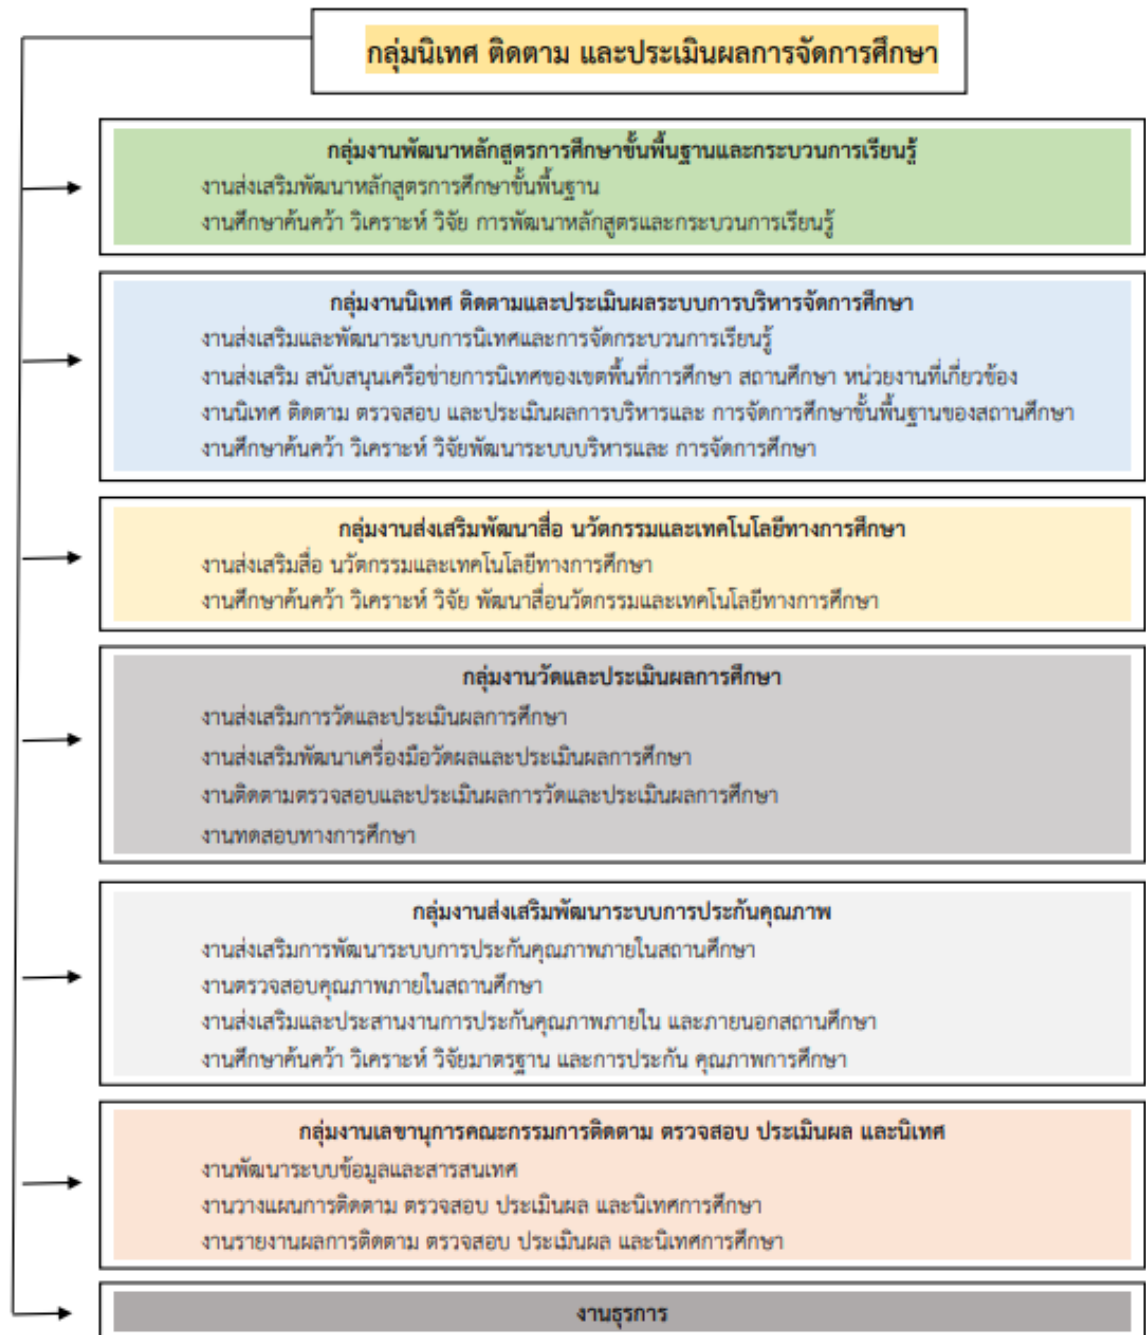 กลุ่มนิเทศ ติดตาม และประเมินผลการจัดการศึกษา
กลุ่มงานพัฒนาหลักสูตรการศึกษาขั้นพื้นฐานและกระบวนการเรียนรู้
งานส่งเสริมพัฒนาหลักสูตรการศึกษาขั้นพื้นฐาน
งานศึกษาค้นคว้า วิเคราะห์ วิจัย การพัฒนาหลักสูตรและกระบวนการเรียนรู้
กลุ่มงานนิเทศ ติดตามและประเมินผลระบบการบริหารจัดการศึกษา
งานส่งเสริมและพัฒนาระบบการนิเทศและการจัดกระบวนการเรียนรู้
งานส่งเสริม สนับสนุนเครือข่ายการนิเทศของเขตพื้นที่การศึกษา สถานศึกษา หน่วยงานที่เกี่ยวข้อง
งานนิเทศ ติดตาม ตรวจสอบ และประเมินผลการบริหารและ การจัดการศึกษาขั้นพื้นฐานของสถานศึกษา
งานศึกษาค้นคว้า วิเคราะห์ วิจัยพัฒนาระบบบริหารและ การจัดการศึกษา
กลุ่มงานส่งเสริมพัฒนาสื่อ นวัตกรรมและเทคโนโลยีทางการศึกษา
งานส่งเสริมสื่อ นวัตกรรมและเทคโนโลยีทางการศึกษา
งานศึกษาค้นคว้า วิเคราะห์ วิจัย พัฒนาสื่อนวัตกรรมและเทคโนโลยีทางการศึกษา
กลุ่มงานวัดและประเมินผลการศึกษา
งานส่งเสริมการวัดและประเมินผลการศึกษา
งานส่งเสริมพัฒนาเครื่องมือวัดผลและประเมินผลการศึกษา
งานติดตามตรวจสอบและประเมินผลการวัดและประเมินผลการศึกษา
งานทดสอบทางการศึกษา
กลุ่มงานส่งเสริมพัฒนาระบบการประกันคุณภาพ
งานส่งเสริมการพัฒนาระบบการประกันคุณภาพภายในสถานศึกษา
งานตรวจสอบคุณภาพภายในสถานศึกษา
งานส่งเสริมและประสานงานการประกันคุณภาพภายใน และภายนอกสถานศึกษา
งานศึกษาค้นคว้า วิเคราะห์ วิจัยมาตรฐาน และการประกัน คุณภาพการศึกษา
กลุ่มงานเลขานุการคณะกรรมการติดตาม ตรวจสอบ ประเมินผล และนิเทศ
งานพัฒนาระบบข้อมูลและสารสนเทศ
งานวางแผนการติดตาม ตรวจสอบ ประเมินผล และนิเทศการศึกษา
งานรายงานผลการติดตาม ตรวจสอบ ประเมินผล และนิเทศการศึกษา
งานธุรการ